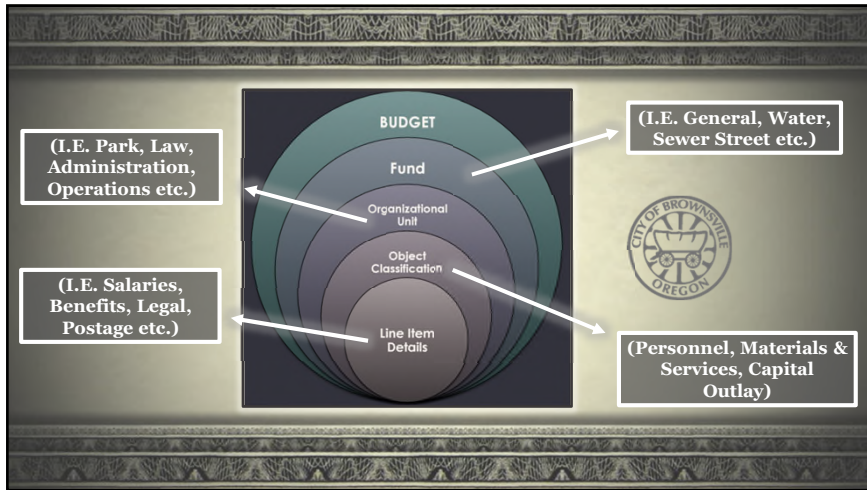 BUDGET
Fund
Organizational
Unit
Object
Classification
Line Item
Details
(I.E. Park, Law,
Administration,
Operations etc.)
(I.E. Salaries,
Benefits, Legal,
Postage etc.)
(I.E. General, Water,
Sewer Street etc.)
CITY OF BROWNSVILLE
OREGON
(Personnel, Materials &
Services, Capital
Outlay)